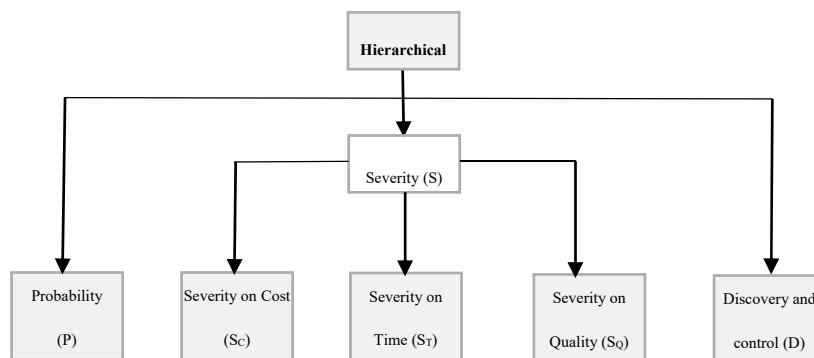 Hierarchical
Severity (S)
Probability
(P)
Severity on Cost
(SC)
Severity on
Time (ST)
Severity on
Quality (SQ)
Discovery and
control (D)